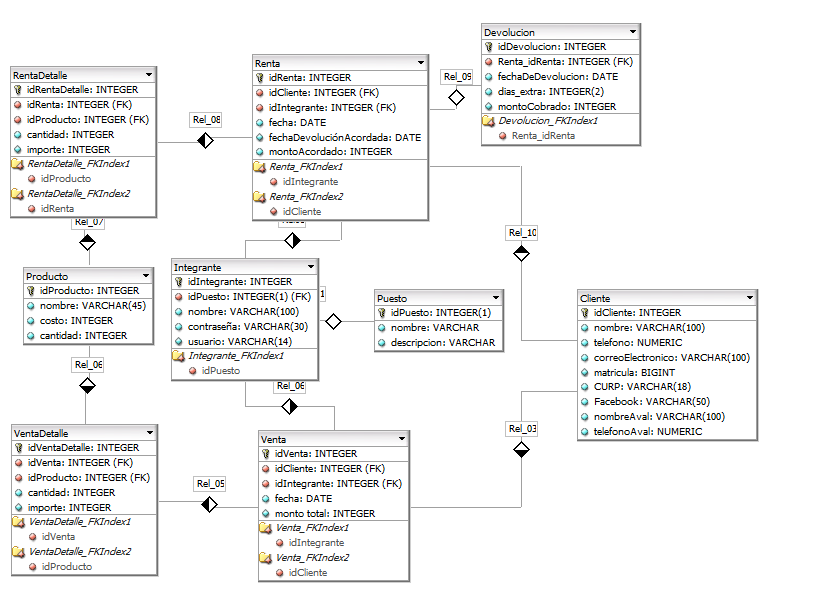 Devolucion
idDevolucion: INTEGER
Renta_idRenta: INTEGER (FK)
fechaDeDevolucion: DATE
dias_extra: INTEGER(2)
montoCobrado: INTEGER
Devolucion_FKIndex1
Renta_idRenta
Renta
idRenta: INTEGER
idCliente: INTEGER (FK)
idIntegrante: INTEGER (FK)
fecha: DATE
fechaDevoluciónAcordada: DATE
montoAcordado: INTEGER
Renta_FKIndex1
idIntegrante
Renta_FKIndex2
idCliente
RentaDetalle
idRentaDetalle: INTEGER
idRenta: INTEGER (FK)
idProducto: INTEGER (FK)
cantidad: INTEGER
importe: INTEGER
RentaDetalle_FKIndex1
idProducto
RentaDetalle_FKIndex2
idRenta
Rel_09
Rel_08
Rel_07
Rel_10
Producto
idProducto: INTEGER
nombre: VARCHAR(45)
costo: INTEGER
cantidad: INTEGER
Integrante
idIntegrante: INTEGER
idPuesto: INTEGER(1) (FK)
nombre: VARCHAR(100)
contraseña: VARCHAR(30)
usuario: VARCHAR(14)
Integrante_FKIndex1
idPuesto
1
Puesto
idPuesto: INTEGER(1)
nombre: VARCHAR
descripcion: VARCHAR
Cliente
idCliente: INTEGER
nombre: VARCHAR(100)
telefono: NUMERIC
correoElectronico: VARCHAR(100)
matricula: BIGINT
CURP: VARCHAR(18)
Facebook: VARCHAR(50)
nombreAval: VARCHAR(100)
telefonoAval: NUMERIC
Rel_06
Rel_06
Rel_03
VentaDetalle
idVentaDetalle: INTEGER
idVenta: INTEGER (FK)
idProducto: INTEGER (FK)
cantidad: INTEGER
importe: INTEGER
VentaDetalle_FKIndex1
idVenta
VentaDetalle_FKIndex2
idProducto
Rel_05
Venta
idVenta: INTEGER
idCliente: INTEGER (FK)
idIntegrante: INTEGER (FK)
fecha: DATE
monto total: INTEGER
Venta_FKIndex1
idIntegrante
Venta_FKIndex2
idCliente